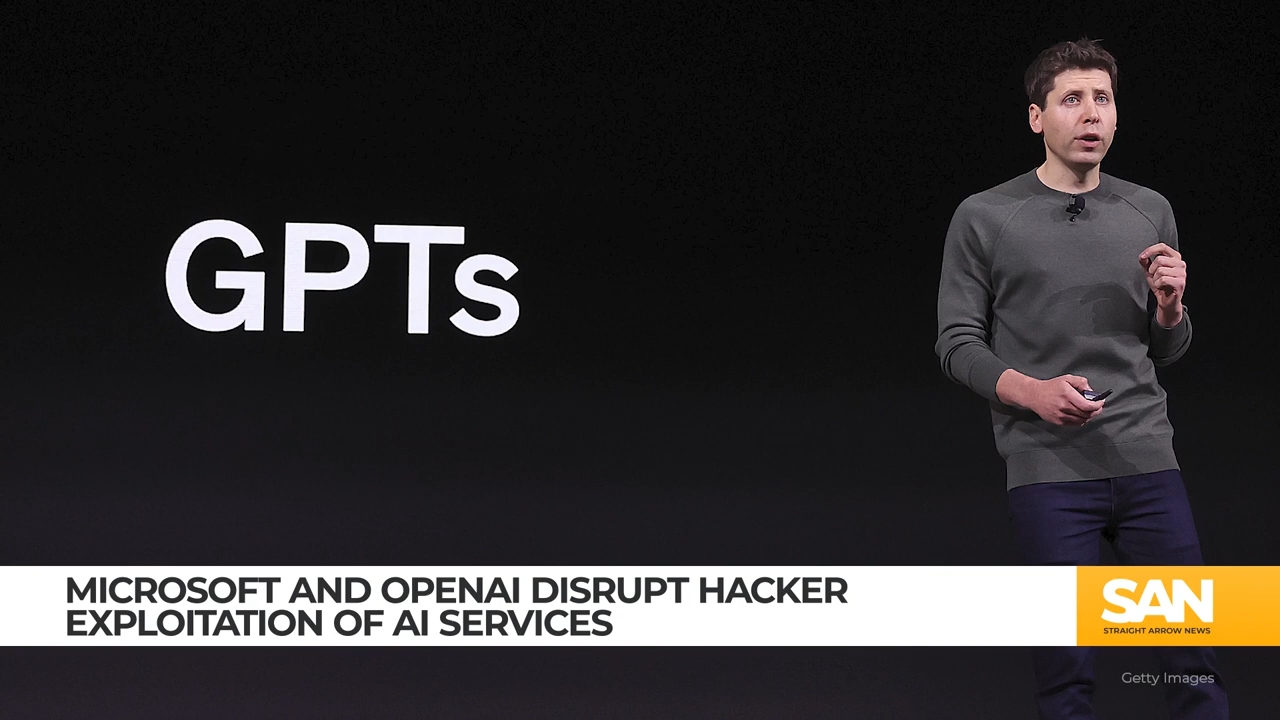 GPTs
MICROSOFT AND OPENAI DISRUPT HACKER
EXPLOITATION OF AI SERVICES
SAN
STRAIGHT ARROW NEWS
Getty Images